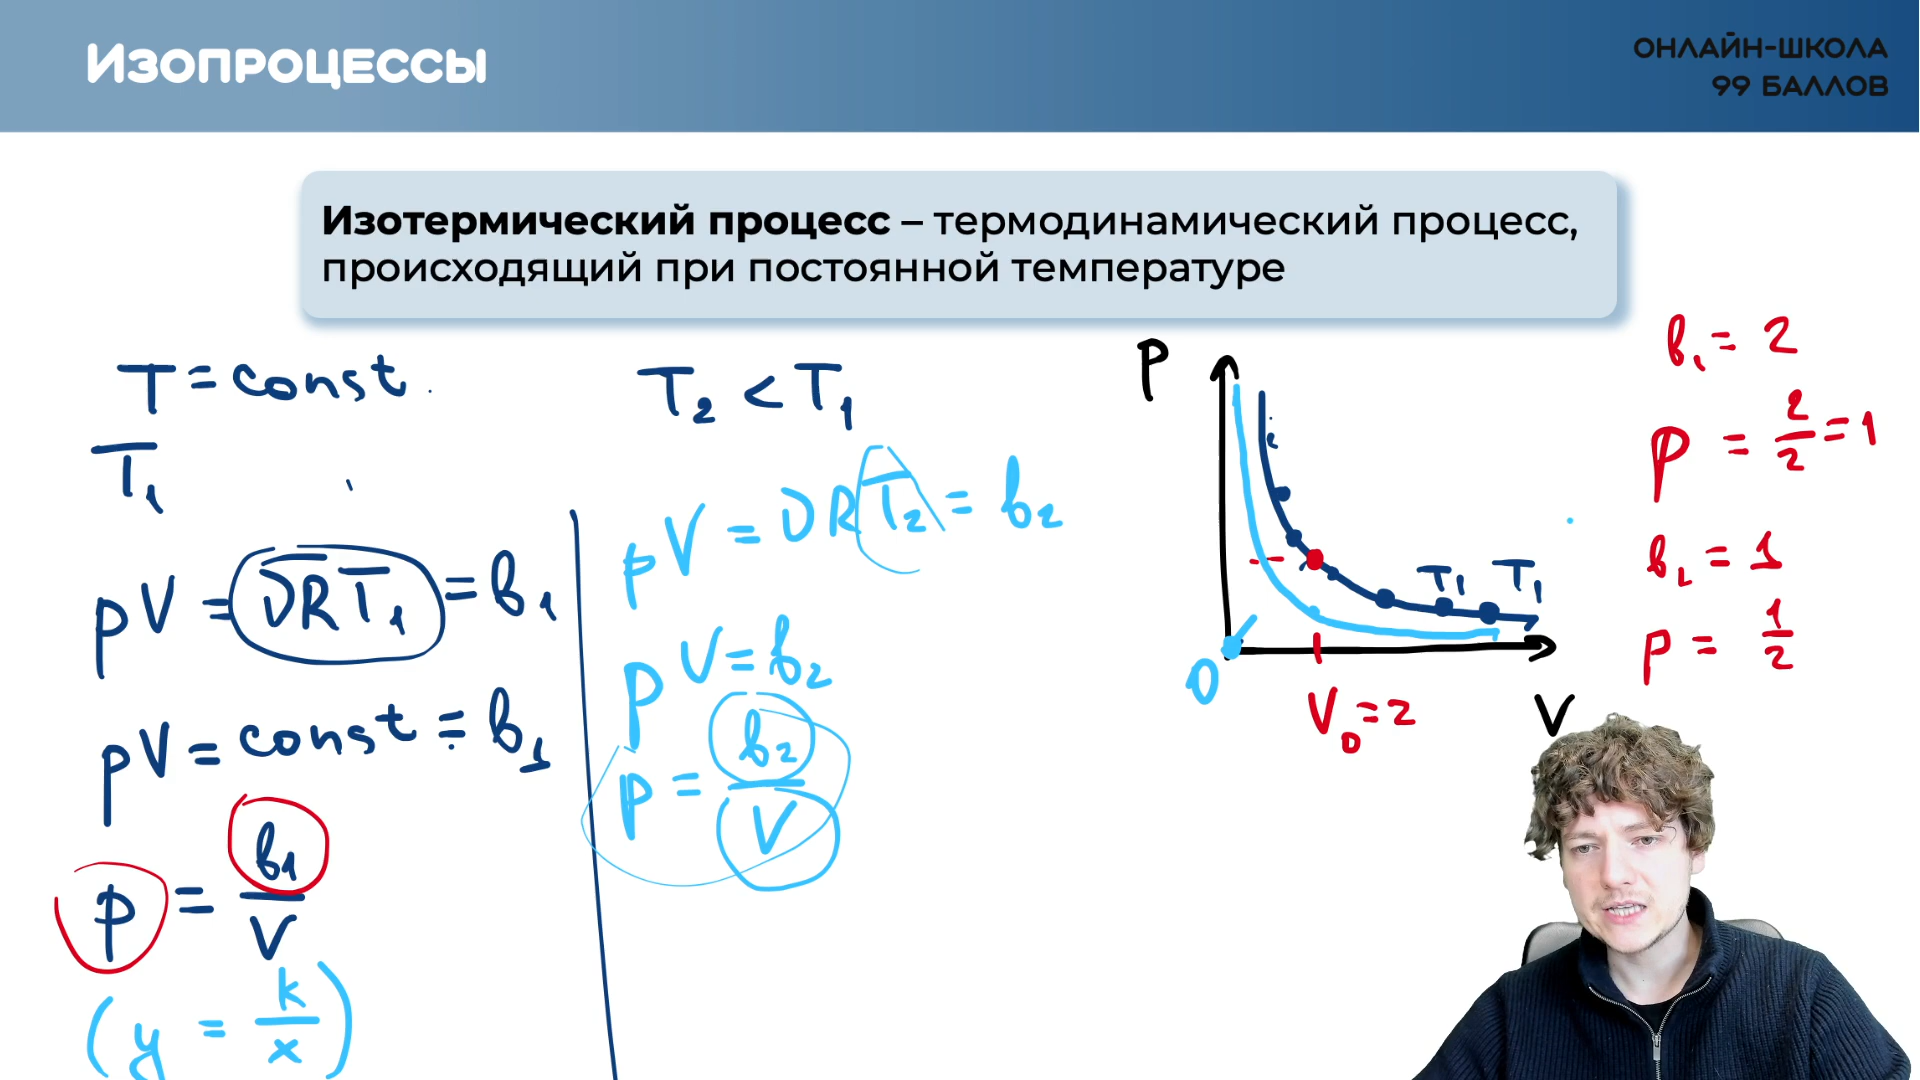 ИЗОПРОЦЕССЫ
ОНЛАЙН-ШКОЛА
99 БАЛЛОВ
Изотермический процесс – термодинамический процесс,
происходящий при постоянной температуре
T = const
T₁
pV = νRT₁ = b₁
pV = const = b₁
p = b₁/V
(y = k/x)
T₂ < T₁
pV = νRT₂ = b₂
pV = b₂
p = b₂/V
P
T₁ T₁
0
V₀ = 2
V
b₁ = 2
p = 2/2 = 1
b₂ = 1
p = 1/2